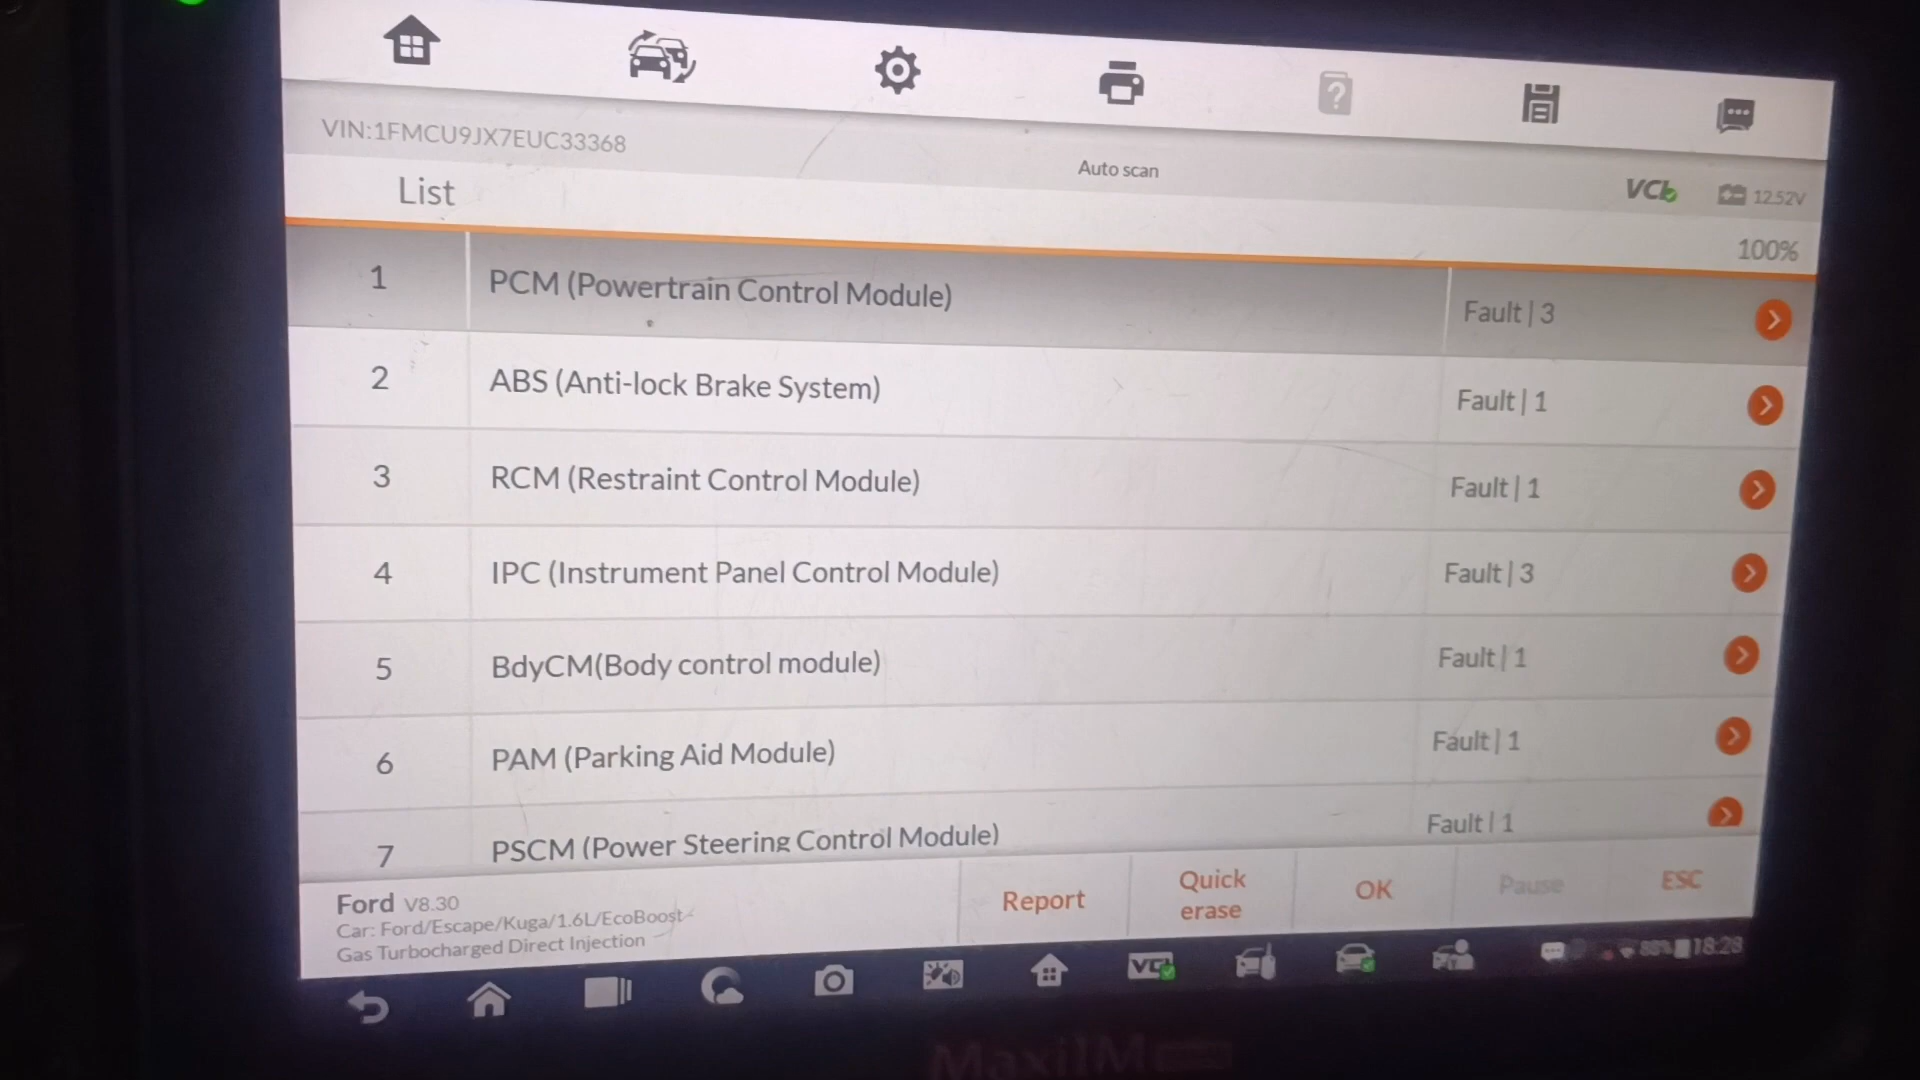 VIN:1FMCU9JX7EUC33368
Auto scan
VCI
12.52V
List
100%
1 PCM (Powertrain Control Module) Fault | 3
2 ABS (Anti-lock Brake System) Fault | 1
3 RCM (Restraint Control Module) Fault | 1
4 IPC (Instrument Panel Control Module) Fault | 3
5 BdyCM(Body control module) Fault | 1
6 PAM (Parking Aid Module) Fault | 1
7 PSCM (Power Steering Control Module) Fault | 1
Ford V8.30
Car: Ford/Escape/Kuga/1.6L/EcoBoost-
Gas Turbocharged Direct Injection
Report
Quick
erase
OK
Pause
ESC
VCI
88% 18:28
MaxiIM